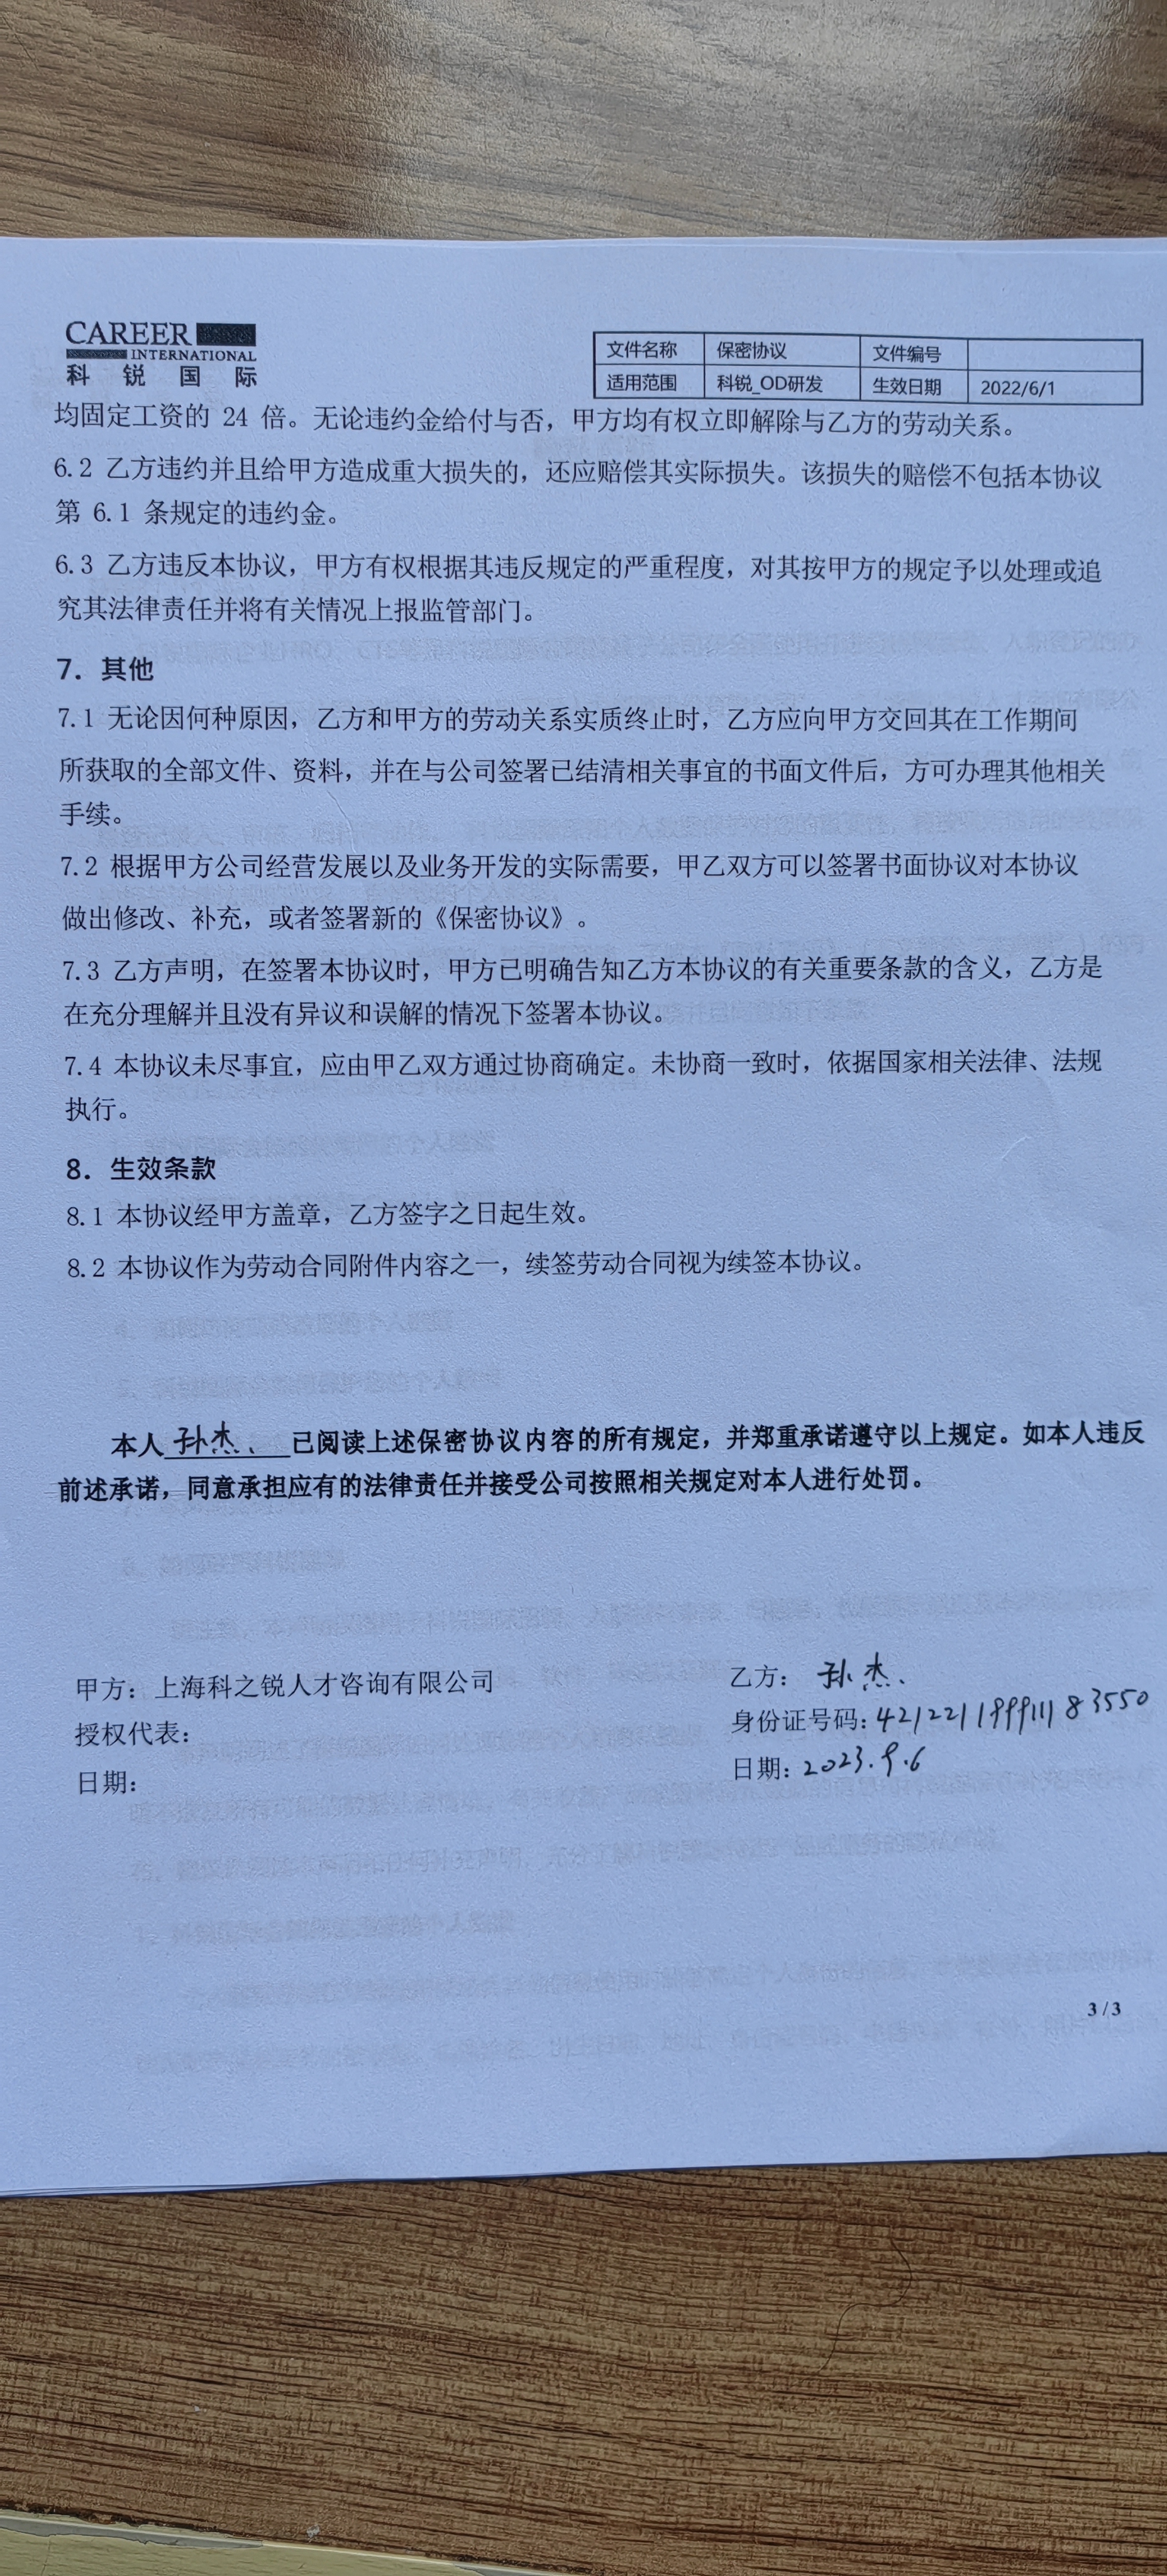 CAREER
INTERNATIONAL
科 锐 国 际
文件名称 保密协议 文件编号
适用范围 科锐_OD研发 生效日期 2022/6/1
均固定工资的 24 倍。无论违约金给付与否，甲方均有权立即解除与乙方的劳动关系。
6.2 乙方违约并且给甲方造成重大损失的，还应赔偿其实际损失。该损失的赔偿不包括本协议
第 6.1 条规定的违约金。
6.3 乙方违反本协议，甲方有权根据其违反规定的严重程度，对其按甲方的规定予以处理或追
究其法律责任并将有关情况上报监管部门。
7. 其他
7.1 无论因何种原因，乙方和甲方的劳动关系实质终止时，乙方应向甲方交回其在工作期间
所获取的全部文件、资料，并在与公司签署已结清相关事宜的书面文件后，方可办理其他相关
手续。
7.2 根据甲方公司经营发展以及业务开发的实际需要，甲乙双方可以签署书面协议对本协议
做出修改、补充，或者签署新的《保密协议》。
7.3 乙方声明，在签署本协议时，甲方已明确告知乙方本协议的有关重要条款的含义，乙方是
在充分理解并且没有异议和误解的情况下签署本协议。
7.4 本协议未尽事宜，应由甲乙双方通过协商确定。未协商一致时，依据国家相关法律、法规
执行。
8. 生效条款
8.1 本协议经甲方盖章，乙方签字之日起生效。
8.2 本协议作为劳动合同附件内容之一，续签劳动合同视为续签本协议。
本人 孙杰、 已阅读上述保密协议内容的所有规定，并郑重承诺遵守以上规定。如本人违反
前述承诺，同意承担应有的法律责任并接受公司按照相关规定对本人进行处罚。
甲方：上海科之锐人才咨询有限公司
授权代表：
日期：
乙方： 孙杰、
身份证号码：421221199911183550
日期：2023.9.6
3 / 3